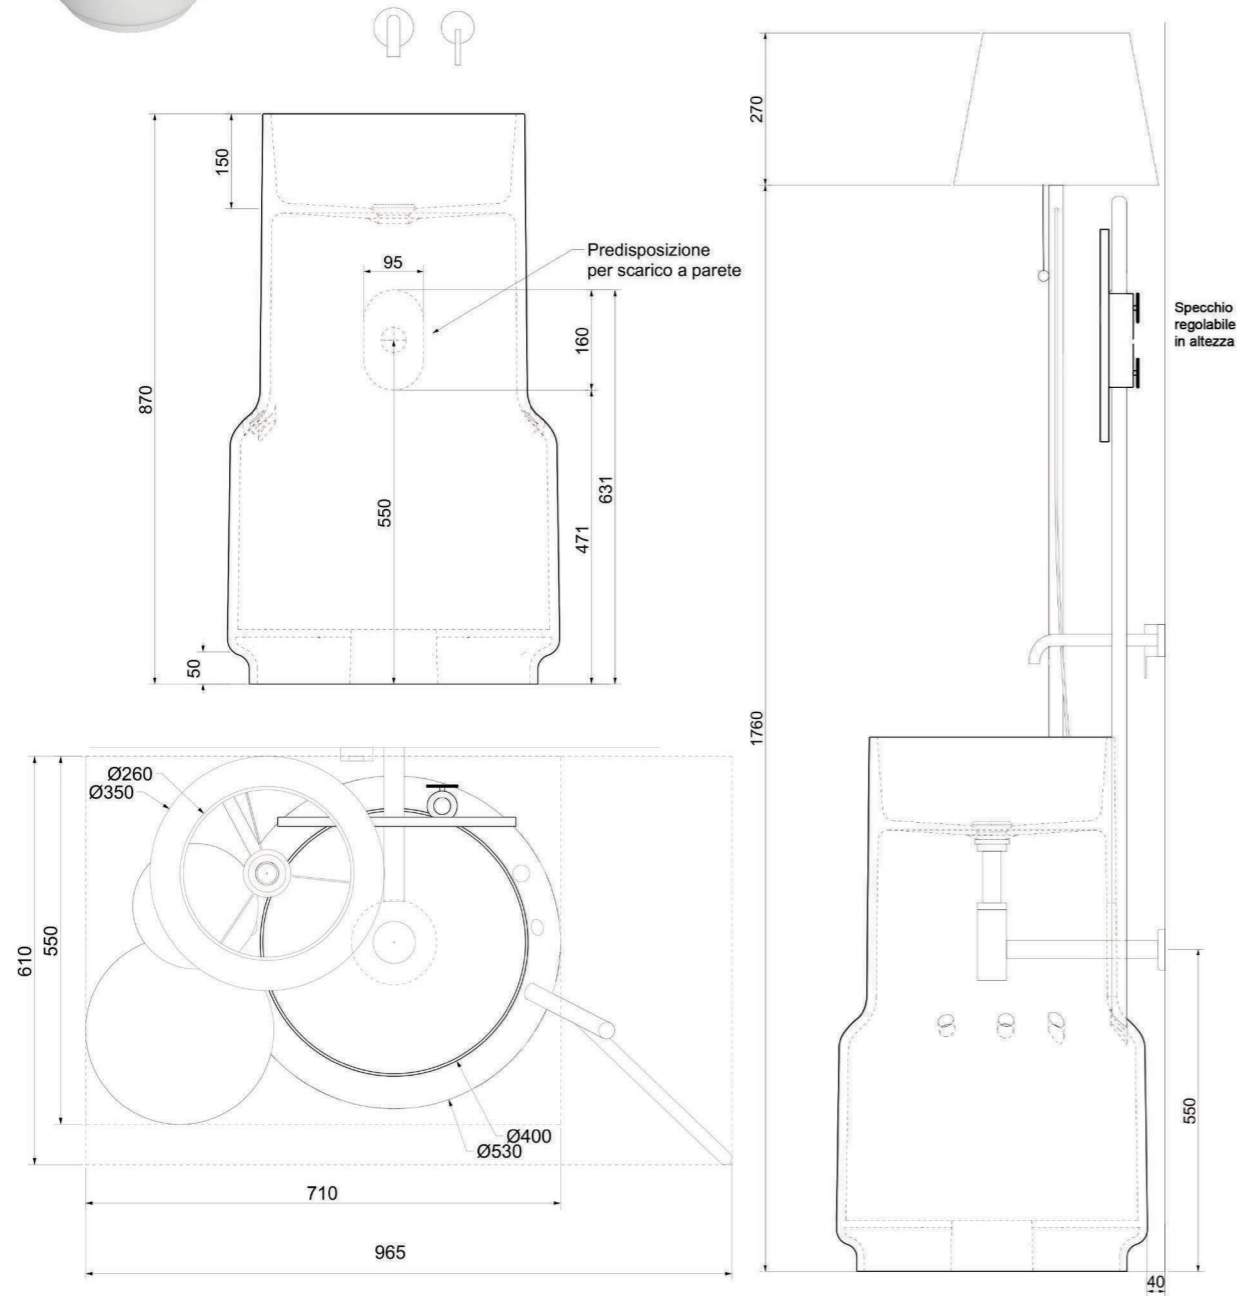 270
150
Predisposizione
per scarico a parete
95
160
Specchio
regolabile
in altezza
870
631
550
471
50
1760
Ø260
Ø350
550
610
Ø400
Ø530
550
710
965
40